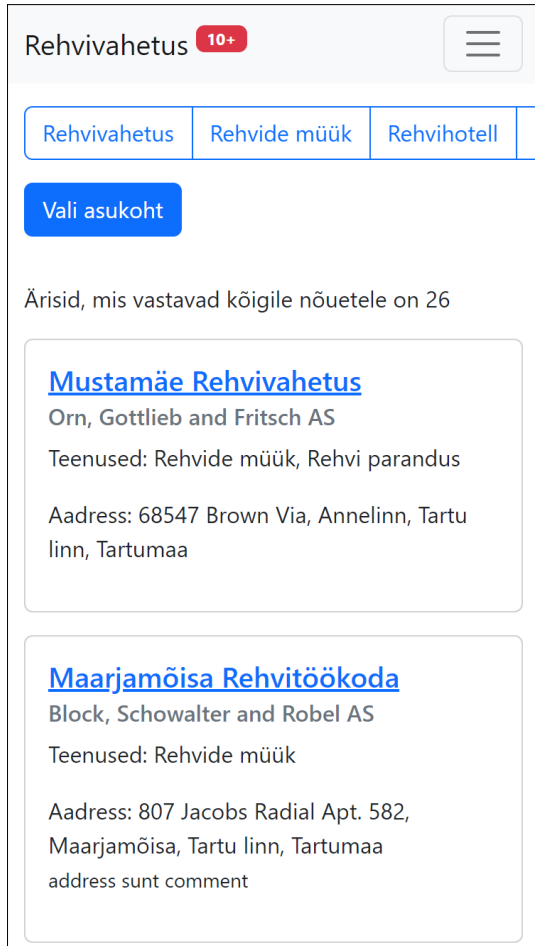 Rehvivahetus 10+
Rehvivahetus Rehvide müük Rehvihotell
Vali asukoht
Ärisid, mis vastavad kõigile nõuetele on 26
Mustamäe Rehvivahetus
Orn, Gottlieb and Fritsch AS
Teenused: Rehvide müük, Rehvi parandus
Aadress: 68547 Brown Via, Annelinn, Tartu
linn, Tartumaa
Maarjamõisa Rehvitöökoda
Block, Schowalter and Robel AS
Teenused: Rehvide müük
Aadress: 807 Jacobs Radial Apt. 582,
Maarjamõisa, Tartu linn, Tartumaa
address sunt comment